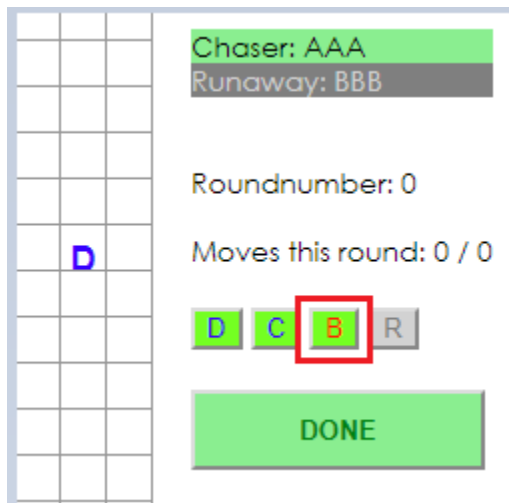 Chaser: AAA
Runaway: BBB
Roundnumber: 0
D
Moves this round: 0 / 0
D C B R
DONE